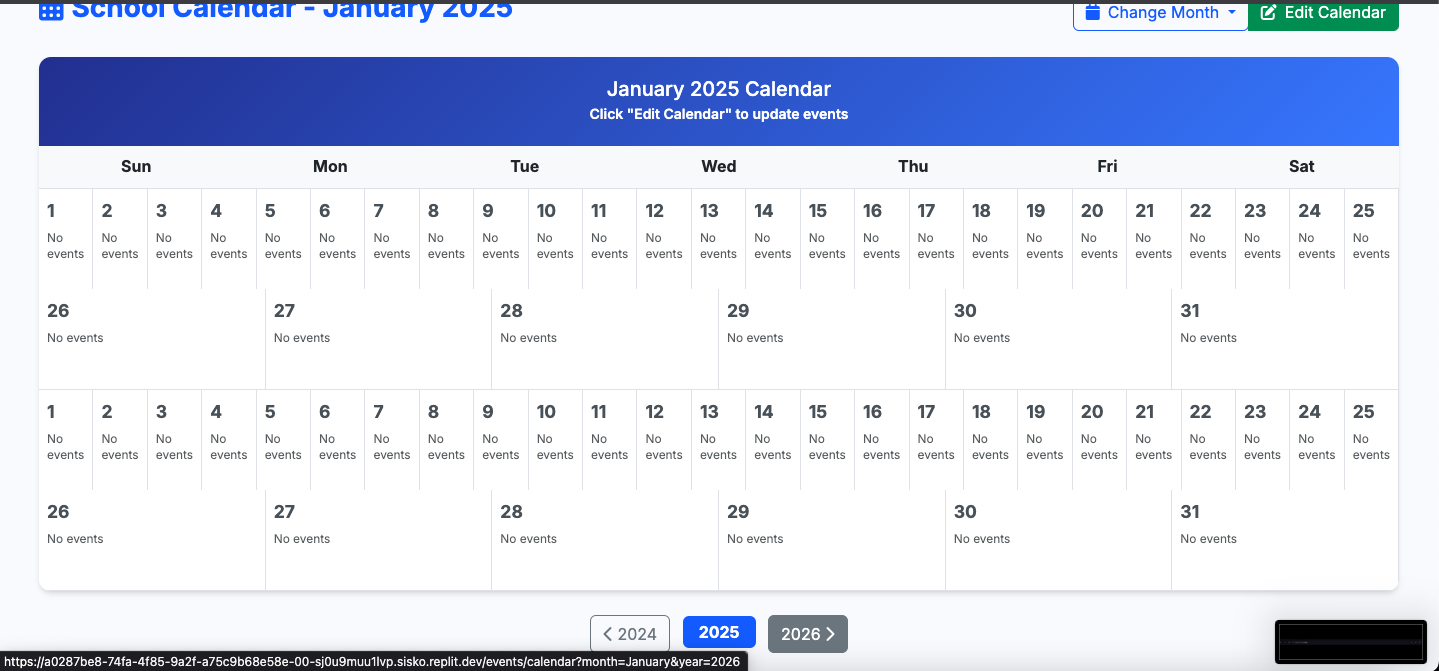 School Calendar - January 2025
Change Month
Edit Calendar
January 2025 Calendar
Click "Edit Calendar" to update events
Sun Mon Tue Wed Thu Fri Sat
1 2 3 4 5 6 7 8 9 10 11 12 13 14 15 16 17 18 19 20 21 22 23 24 25
No No No No No No No No No No No No No No No No No No No No No No No No No
events events events events events events events events events events events events events events events events events events events events events events events events events
26 27 28 29 30 31
No events No events No events No events No events No events
1 2 3 4 5 6 7 8 9 10 11 12 13 14 15 16 17 18 19 20 21 22 23 24 25
No No No No No No No No No No No No No No No No No No No No No No No No No
events events events events events events events events events events events events events events events events events events events events events events events events events
26 27 28 29 30 31
No events No events No events No events No events No events
2024 2025 2026
https://a0287be8-74fa-4f85-9a2f-a75c9b68e58e-00-sj0u9muu1lvp.sisko.replit.dev/events/calendar?month=January&year=2026